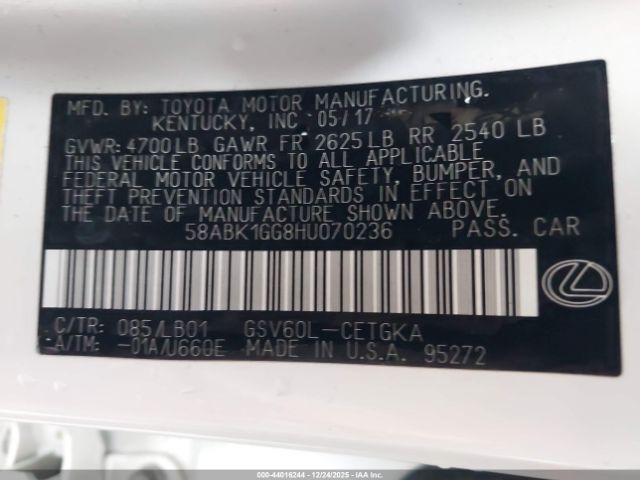 MFD. BY: TOYOTA MOTOR MANUFACTURING.
KENTUCKY, INC 05/17
GVWR: 4700LB GAWR FR 2625LB RR 2540 LB
THIS VEHICLE CONFORMS TO ALL APPLICABLE
FEDERAL MOTOR VEHICLE SAFETY, BUMPER, AND
THEFT PREVENTION STANDARDS IN EFFECT ON
THE DATE OF MANUFACTURE SHOWN ABOVE.
58ABK1GG8HU070236 PASS. CAR
C/TR: 085/LB01 GSV60L-CETGKA
A/TM: -01A/U660E MADE IN U.S.A. 95272
000-44016244 - 12/24/2025 - IAAI.COM